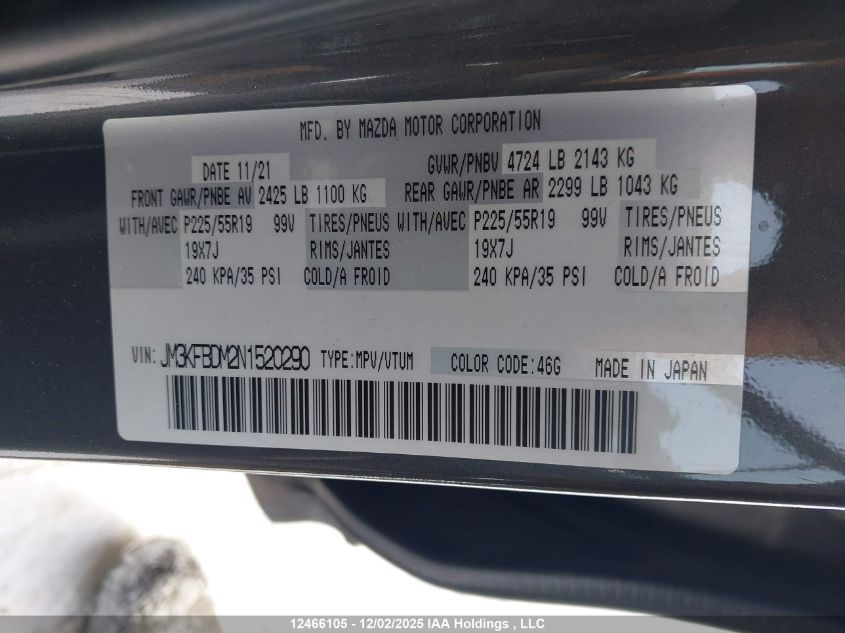 MFD. BY MAZDA MOTOR CORPORATION
DATE 11/21 GVWR/PNBV 4724 LB 2143 KG
FRONT GAWR/PNBE AV 2425 LB 1100 KG REAR GAWR/PNBE AR 2299 LB 1043 KG
WITH/AVEC P225/55R19 99V TIRES/PNEUS WITH/AVEC P225/55R19 99V TIRES/PNEUS
19X7J RIMS/JANTES 19X7J RIMS/JANTES
240 KPA/35 PSI COLD/A FROID 240 KPA/35 PSI COLD/A FROID
VIN: JM3KFBDM2N1520290 TYPE:MPV/VTUM COLOR CODE:46G MADE IN JAPAN
12466105 - 12/02/2025 IAA Holdings , LLC